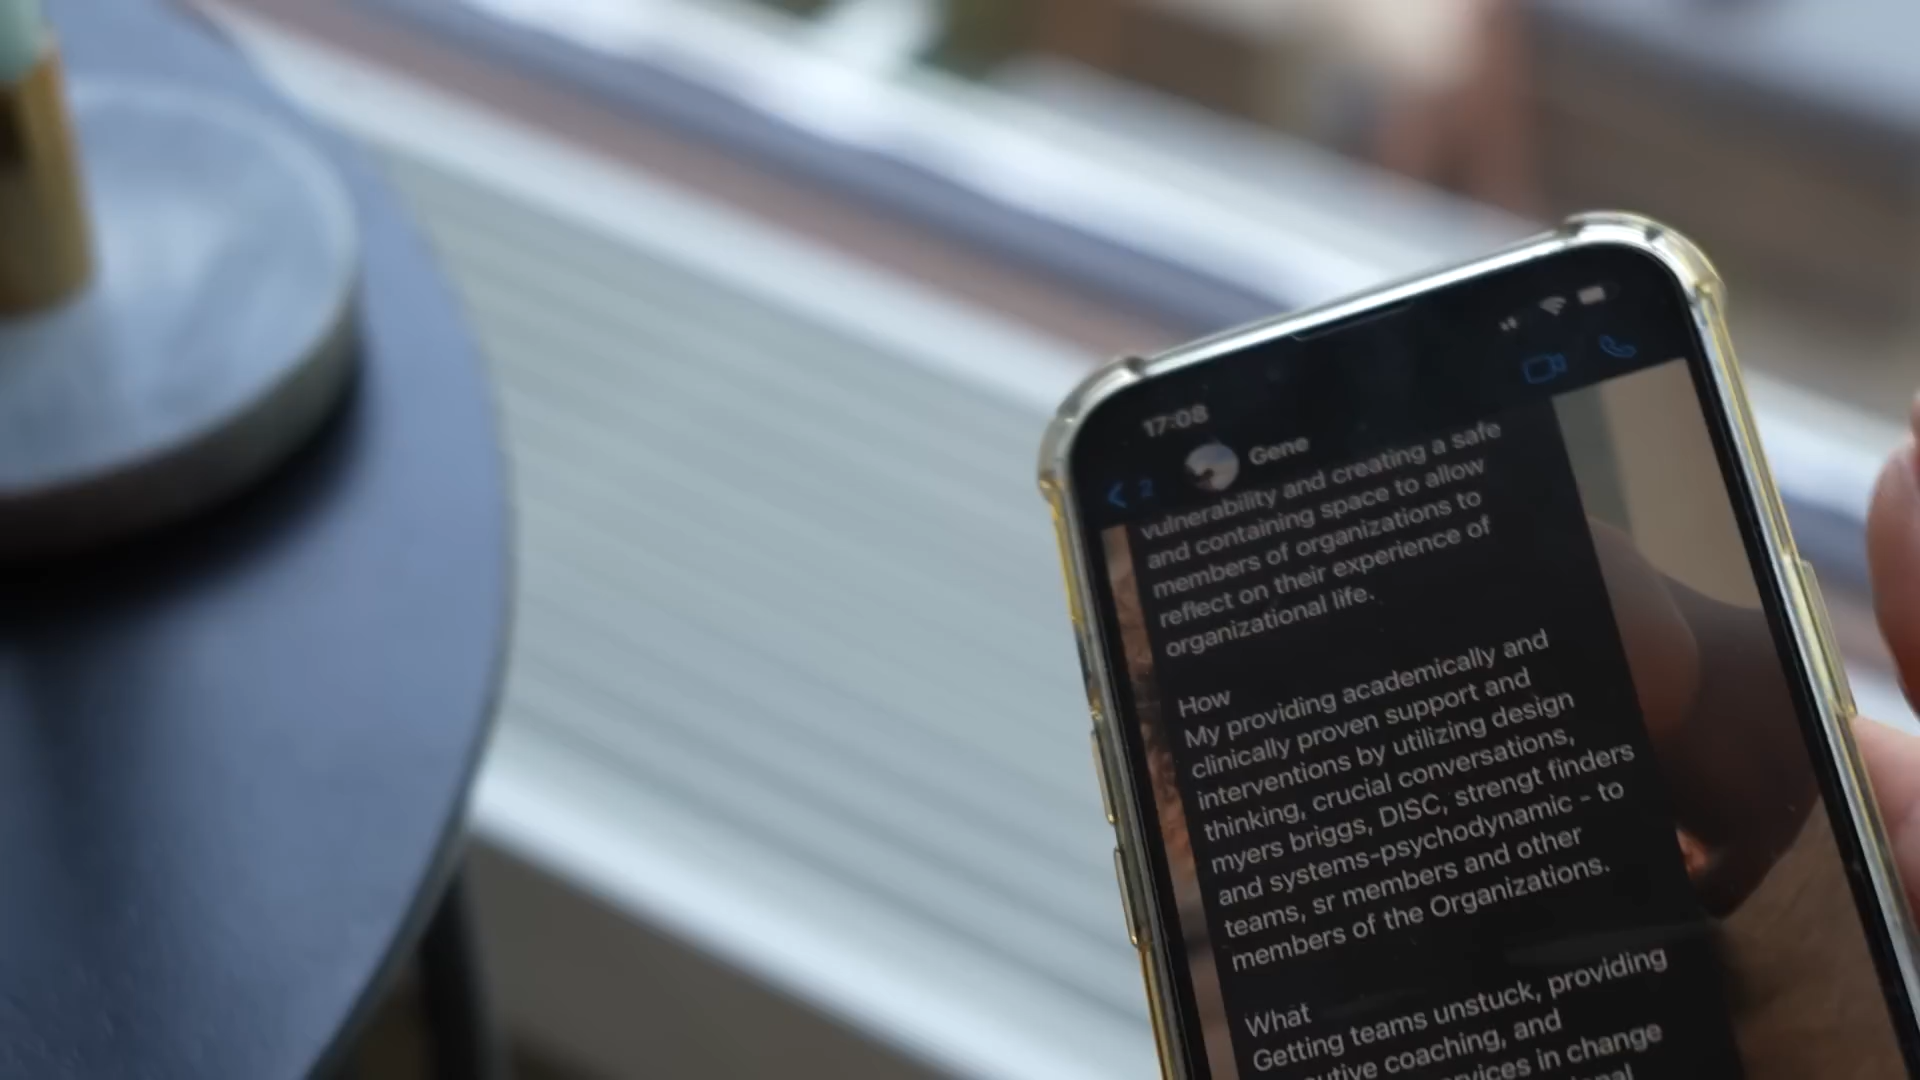 17:08
2
Gene
vulnerability and creating a safe
and containing space to allow
members of organizations to
reflect on their experience of
organizational life.
How
My providing academically and
clinically proven support and
interventions by utilizing design
thinking, crucial conversations,
myers briggs, DISC, strengt finders
and systems-psychodynamic - to
teams, sr members and other
members of the Organizations.
What
Getting teams unstuck, providing
coaching, and
in change